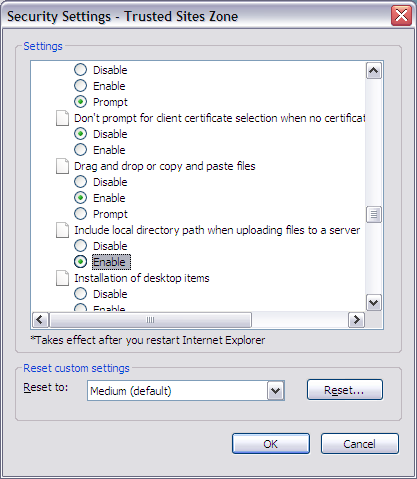 Security Settings - Trusted Sites Zone
Settings
Disable
Enable
Prompt
Don't prompt for client certificate selection when no certificat
Disable
Enable
Drag and drop or copy and paste files
Disable
Enable
Prompt
Include local directory path when uploading files to a server
Disable
Enable
Installation of desktop items
Disable
Enable
*Takes effect after you restart Internet Explorer
Reset custom settings
Reset to:
Medium (default)
Reset...
OK
Cancel